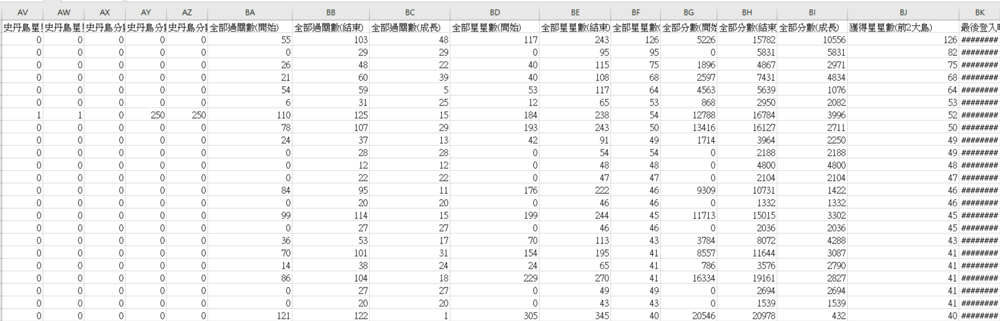 AV AW AX AY AZ BA BB BC BD BE BF BG BH BI BJ BK
史丹島星 史丹島星 史丹島分 史丹島分 史丹島分 全部過關數(開始) 全部過關數(結束) 全部過關數(成長) 全部星星數(開始) 全部星星數(結束) 全部星星數( 全部分數(開始 全部分數(結束 全部分數(成長) 獲得星星數(前2大島) 最後登入
0 0 0 0 0 55 103 48 117 243 126 5226 15782 10556 126 ########
0 0 0 0 0 0 29 29 0 95 95 0 5831 5831 82 ########
0 0 0 0 0 26 48 22 40 115 75 1896 4867 2971 75 ########
0 0 0 0 0 21 60 39 40 108 68 2597 7431 4834 68 ########
0 0 0 0 0 54 59 5 53 117 64 4563 5639 1076 64 ########
0 0 0 0 0 6 31 25 12 65 53 868 2950 2082 53 ########
1 1 0 250 250 110 125 15 184 238 54 12788 16784 3996 52 ########
0 0 0 0 0 78 107 29 193 243 50 13416 16127 2711 50 ########
0 0 0 0 0 24 37 13 42 91 49 1714 3964 2250 49 ########
0 0 0 0 0 0 28 28 0 54 54 0 2188 2188 49 ########
0 0 0 0 0 0 12 12 0 48 48 0 4800 4800 48 ########
0 0 0 0 0 0 22 22 0 47 47 0 2104 2104 47 ########
0 0 0 0 0 84 95 11 176 222 46 9309 10731 1422 46 ########
0 0 0 0 0 0 20 20 0 46 46 0 1332 1332 46 ########
0 0 0 0 0 99 114 15 199 244 45 11713 15015 3302 45 ########
0 0 0 0 0 0 27 27 0 46 46 0 2036 2036 45 ########
0 0 0 0 0 36 53 17 70 113 43 3784 8072 4288 43 ########
0 0 0 0 0 70 101 31 154 195 41 8557 11644 3087 41 ########
0 0 0 0 0 14 38 24 24 65 41 786 3576 2790 41 ########
0 0 0 0 0 86 104 18 229 270 41 16334 19161 2827 41 ########
0 0 0 0 0 0 27 27 0 49 49 0 2694 2694 41 ########
0 0 0 0 0 0 20 20 0 43 43 0 1539 1539 41 ########
0 0 0 0 0 121 122 1 305 345 40 20546 20978 432 40 ########